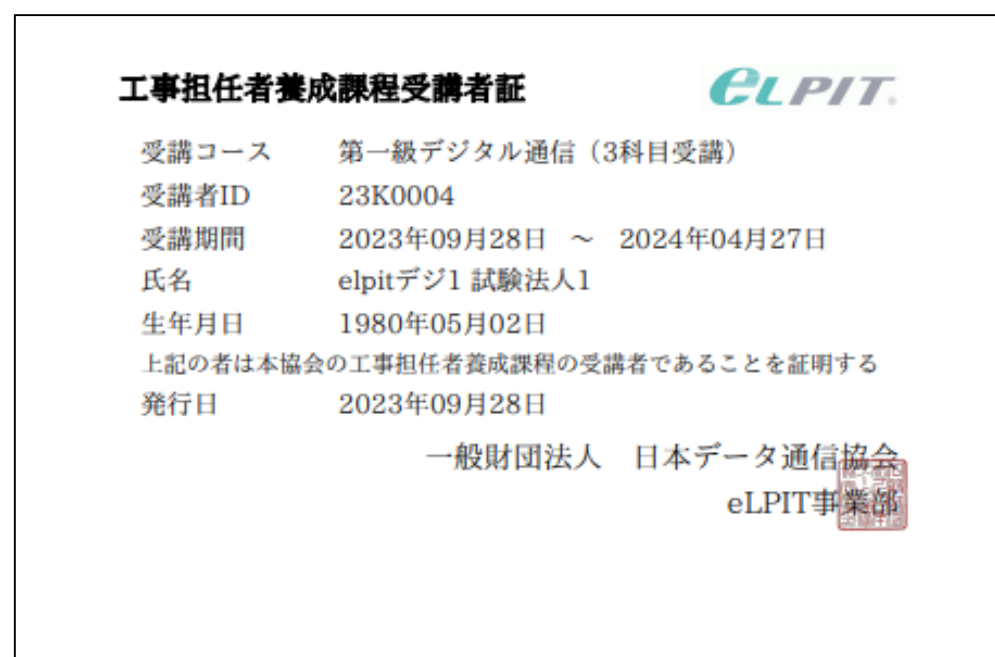 工事担任者養成課程受講者証 eLPIT.
受講コース 第一級デジタル通信（3科目受講）
受講者ID 23K0004
受講期間 2023年09月28日 ～ 2024年04月27日
氏名 elpitデジ1 試験法人1
生年月日 1980年05月02日
上記の者は本協会の工事担任者養成課程の受講者であることを証明する
発行日 2023年09月28日
一般財団法人 日本データ通信協会
eLPIT事業部